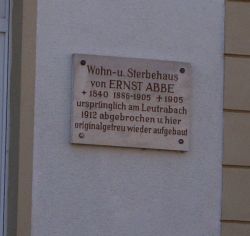 Wohn-u. Sterbehaus
von ERNST ABBE
+ 1840 1886-1905 + 1905
ursprünglich am Leutrabach
1912 abgebrochen u. hier
originalgetreu wieder aufgebaut